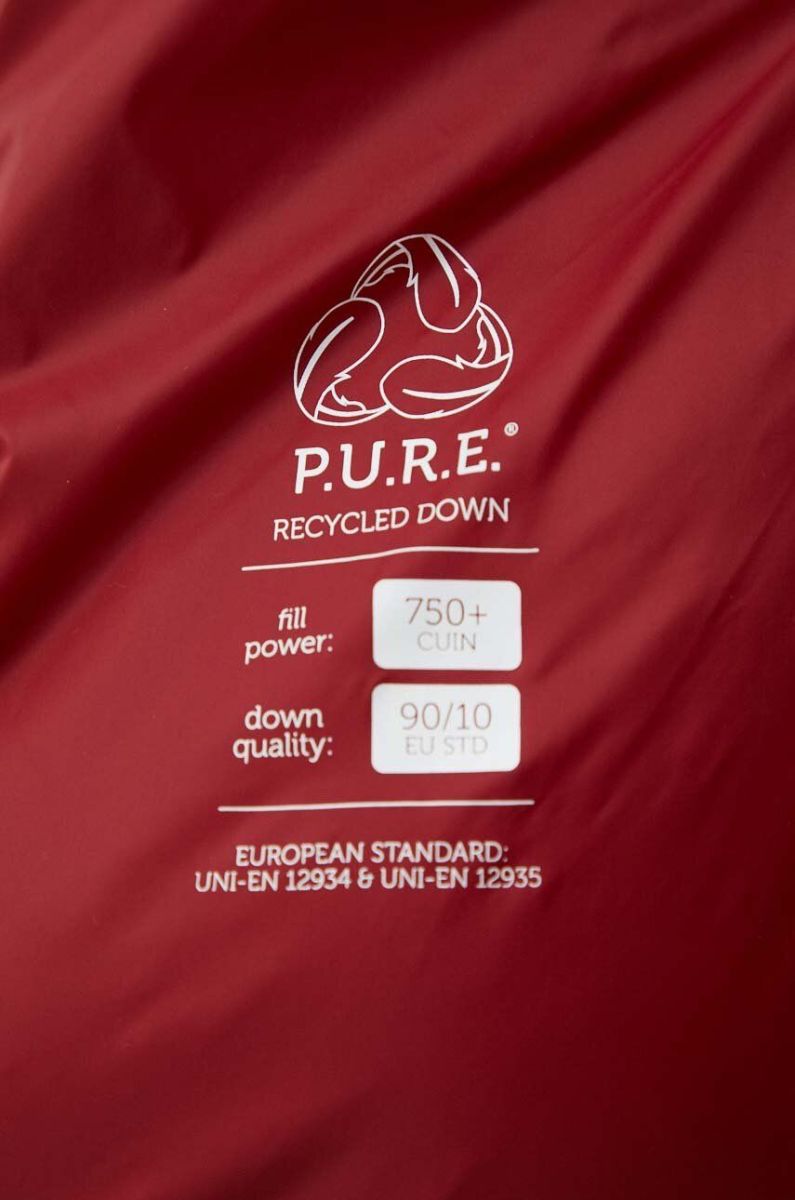 P.U.R.E.®
RECYCLED DOWN
fill
power:
750+
CUIN
down
quality:
90/10
EU STD
EUROPEAN STANDARD:
UNI-EN 12934 & UNI-EN 12935